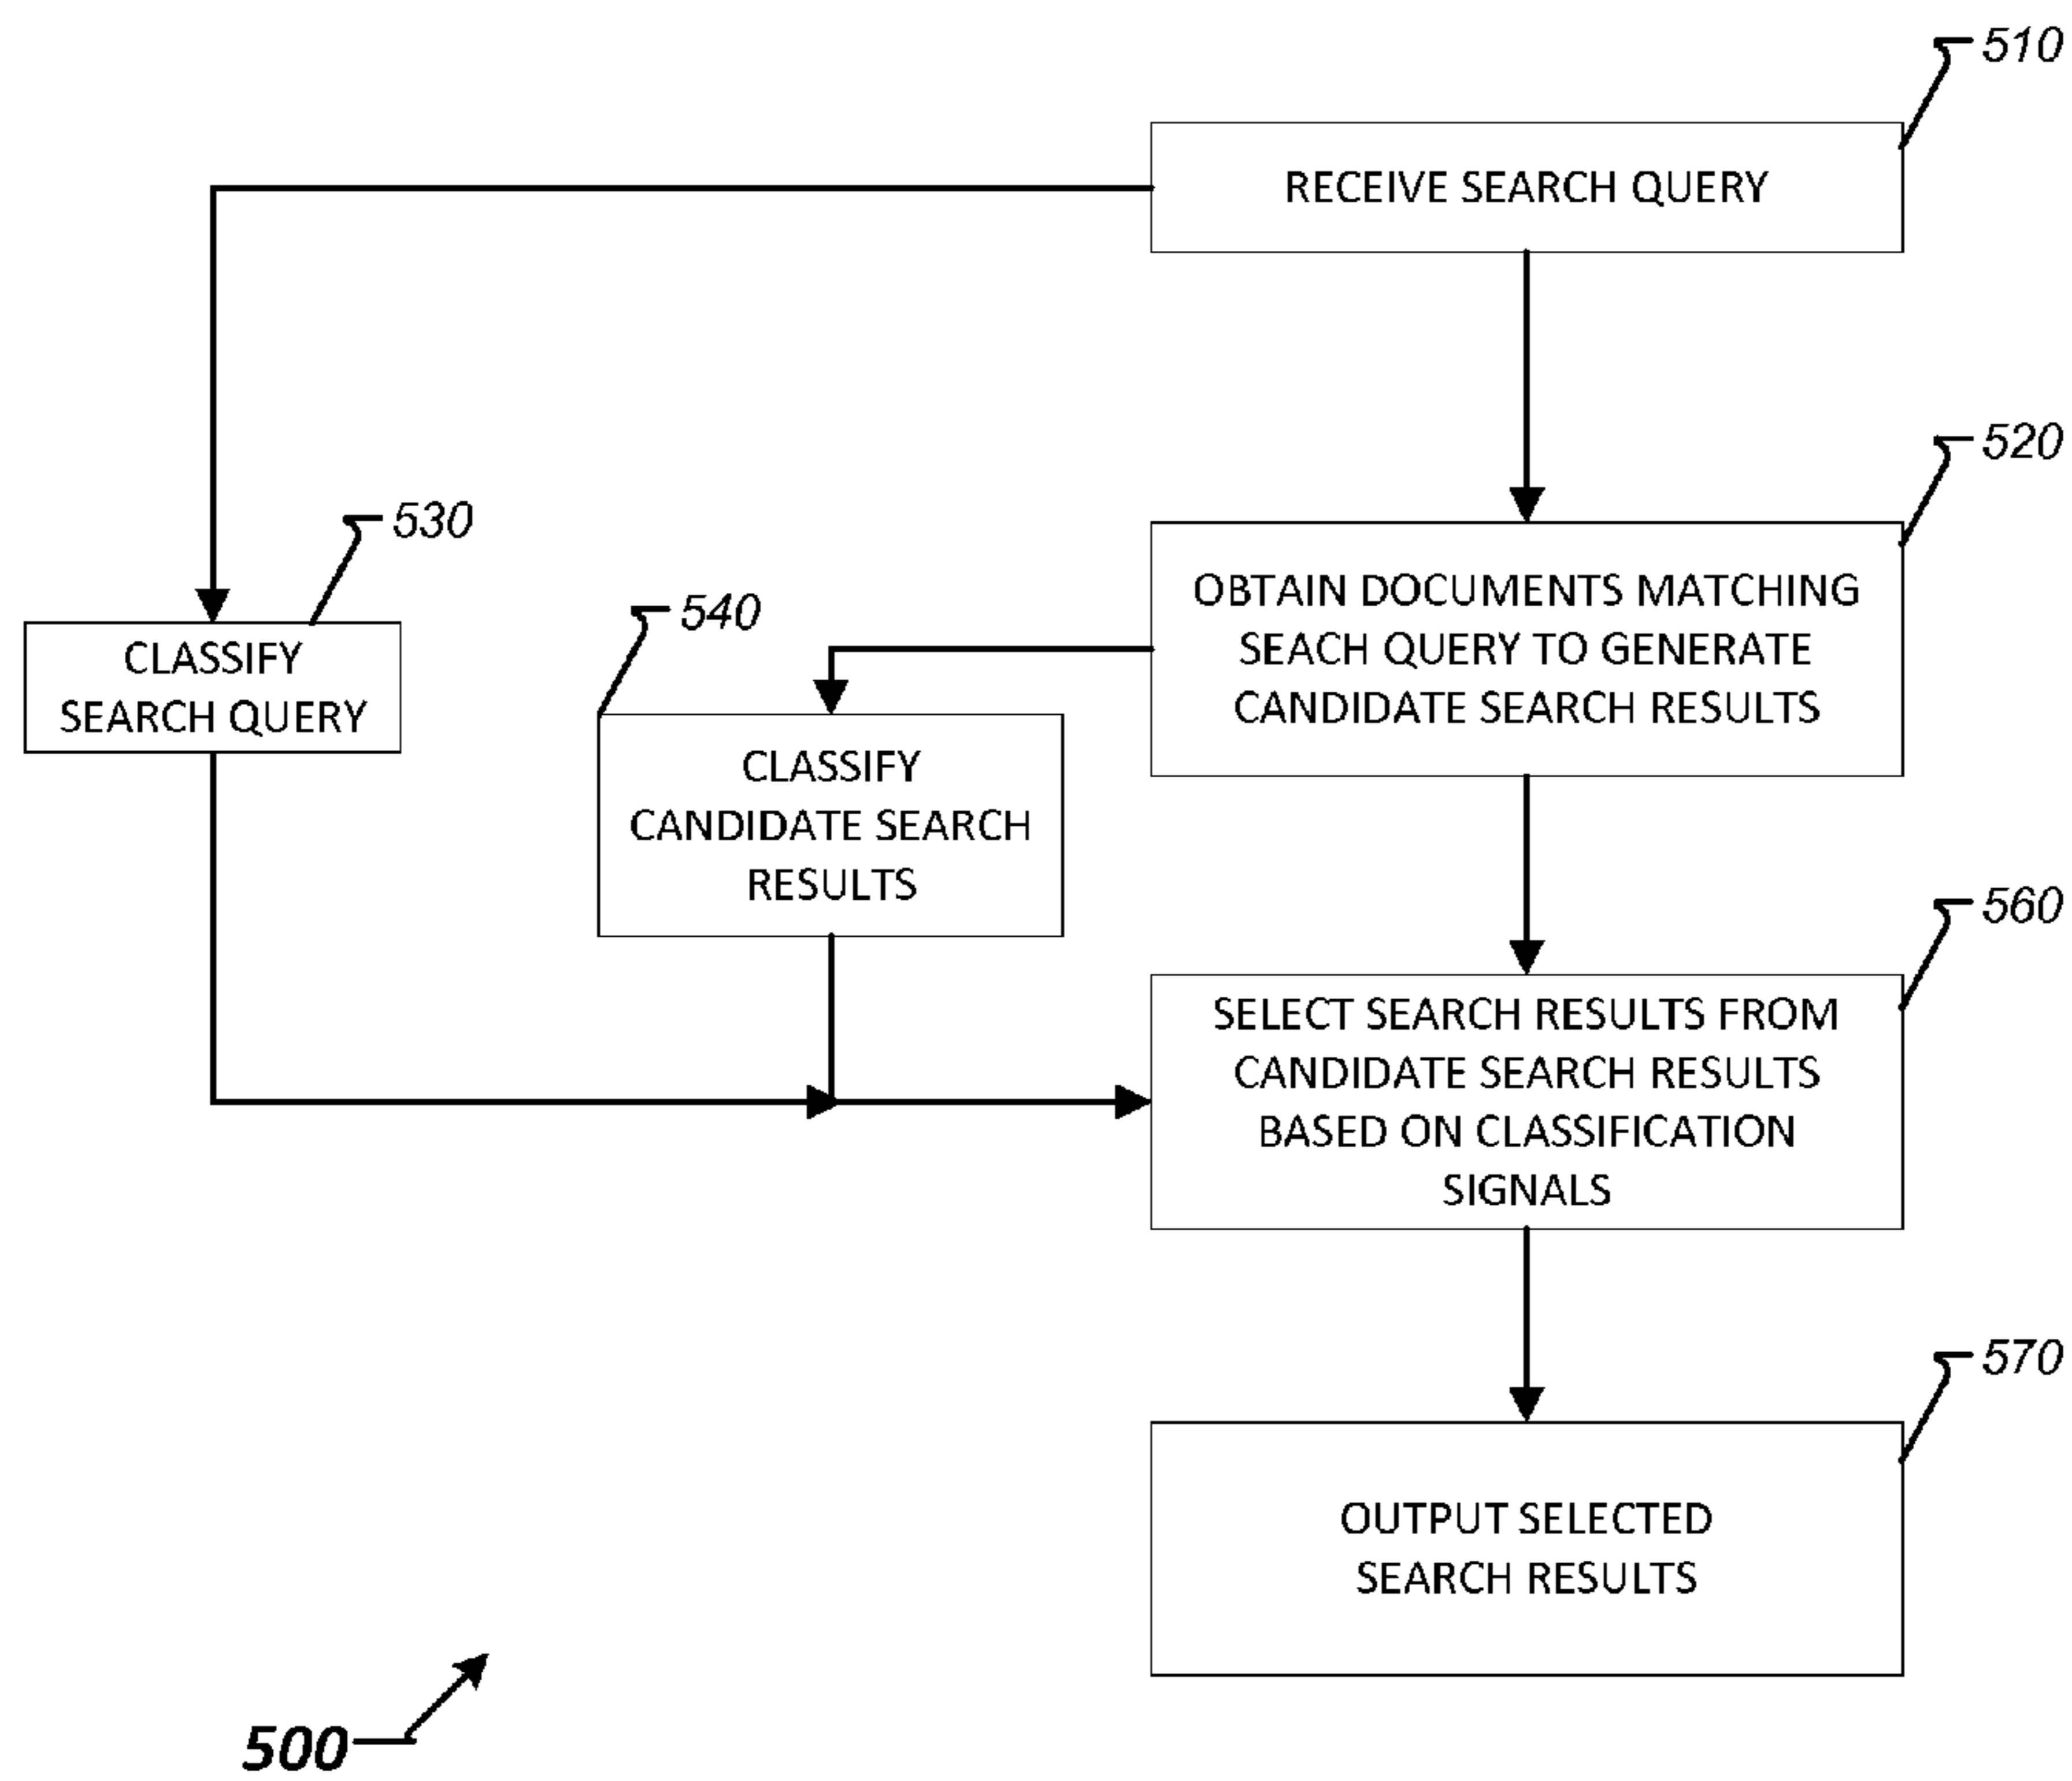 510
RECEIVE SEARCH QUERY
520
OBTAIN DOCUMENTS MATCHING
SEACH QUERY TO GENERATE
CANDIDATE SEARCH RESULTS
530
CLASSIFY
SEARCH QUERY
540
CLASSIFY
CANDIDATE SEARCH
RESULTS
560
SELECT SEARCH RESULTS FROM
CANDIDATE SEARCH RESULTS
BASED ON CLASSIFICATION
SIGNALS
570
OUTPUT SELECTED
SEARCH RESULTS
500